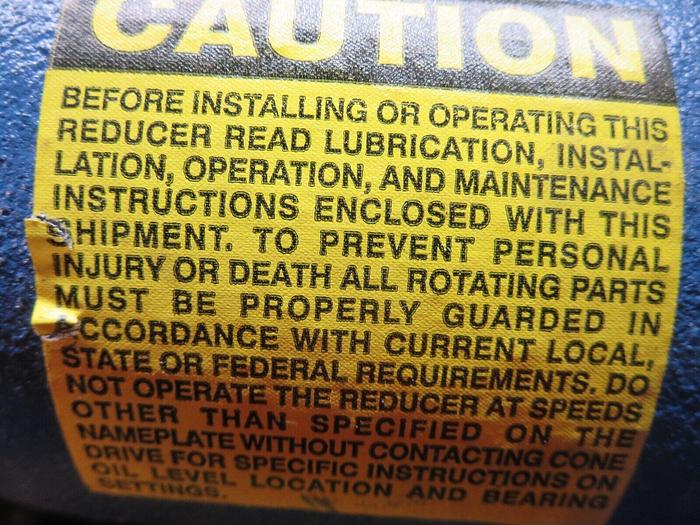 CAUTION
BEFORE INSTALLING OR OPERATING THIS
REDUCER READ LUBRICATION, INSTAL-
LATION, OPERATION, AND MAINTENANCE
INSTRUCTIONS ENCLOSED WITH THIS
SHIPMENT. TO PREVENT PERSONAL
INJURY OR DEATH ALL ROTATING PARTS
MUST BE PROPERLY GUARDED IN
ACCORDANCE WITH CURRENT LOCAL,
STATE OR FEDERAL REQUIREMENTS. DO
NOT OPERATE THE REDUCER AT SPEEDS
OTHER THAN SPECIFIED ON THE
NAMEPLATE WITHOUT CONTACTING CONE
DRIVE FOR SPECIFIC INSTRUCTIONS ON
OIL LEVEL LOCATION AND BEARING
SETTINGS.